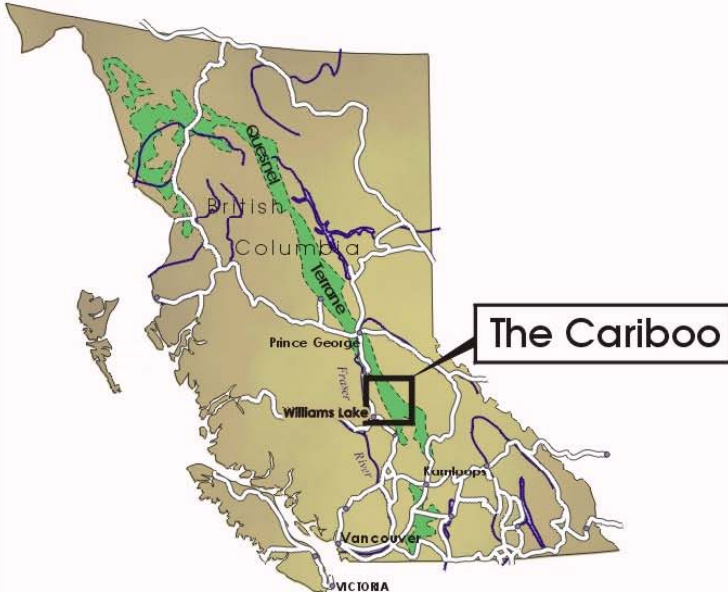 Quesnel
British
Columbia
Terrane
The Cariboo
Prince George
Fraser
Williams Lake
River
Kamloops
Vancouver
VICTORIA